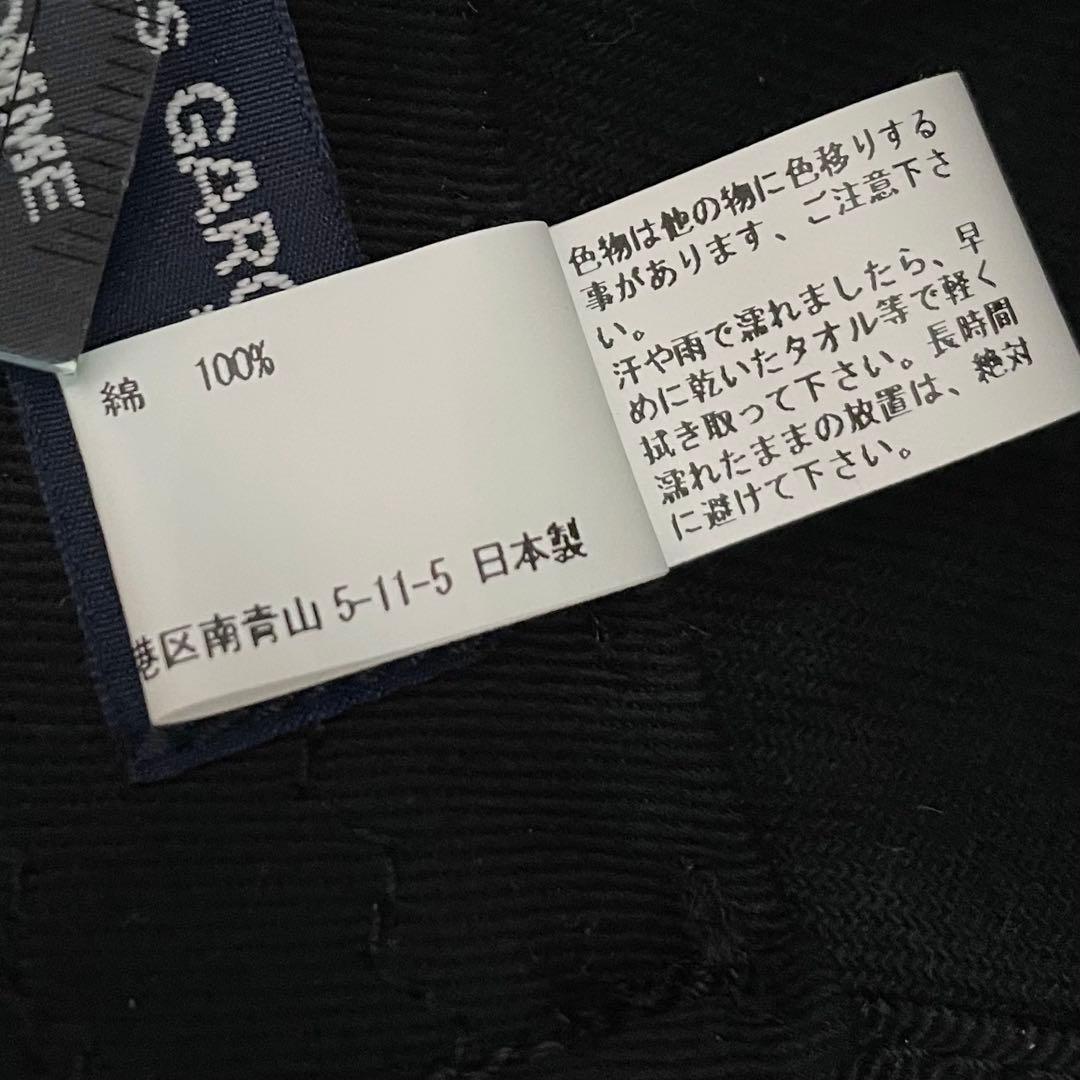 S GARÇ
OMME
綿 100%
港区南青山 5-11-5 日本製
色物は他の物に色移りする
事があります、ご注意下さ
い。
汗や雨で濡れましたら、早
めに乾いたタオル等で軽く
拭き取って下さい。長時間
濡れたままの放置は、絶対
に避けて下さい。